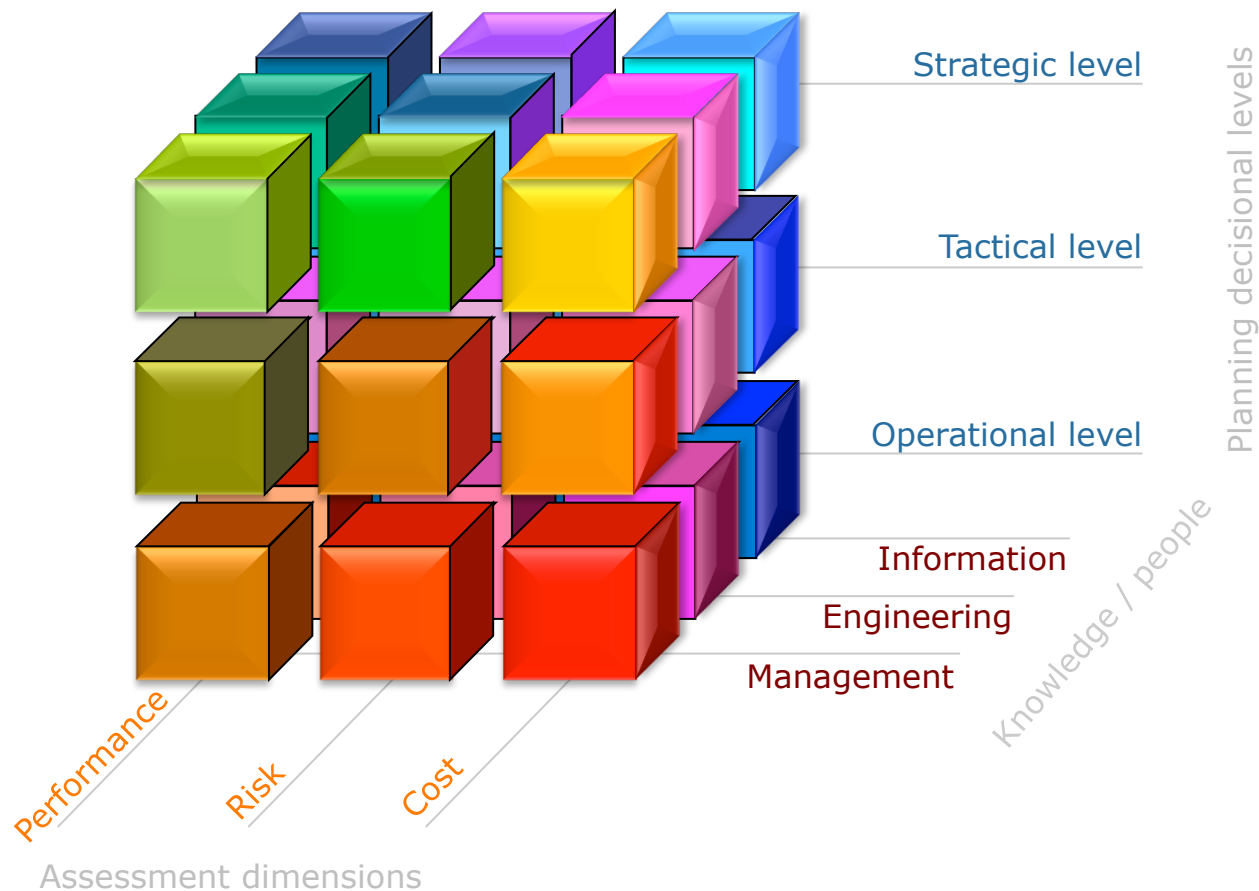 Strategic level
Tactical level
Operational level
Planning decisional levels
Information
Engineering
Management
Knowledge / people
Performance
Risk
Cost
Assessment dimensions